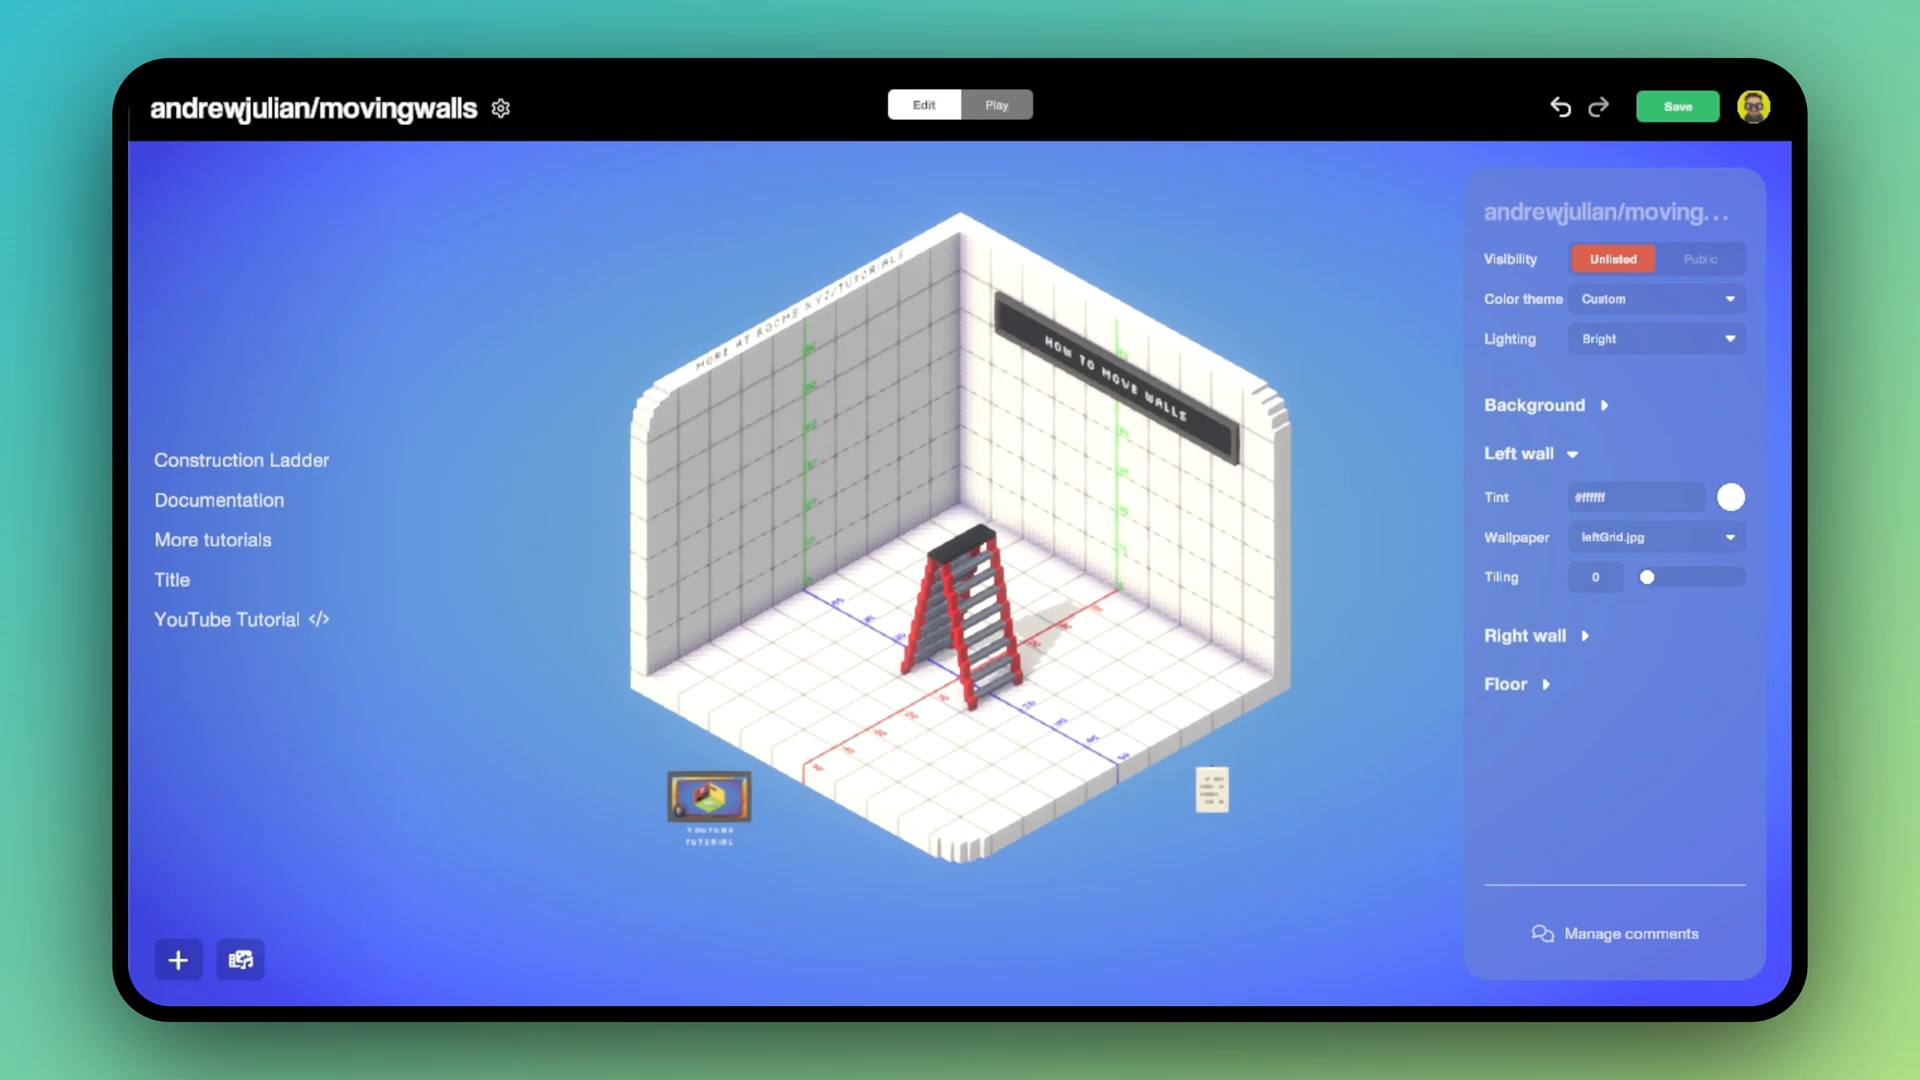 andrewjulian/movingwalls
Edit
Play
Save
MORE AT ROOMS XYZ/TUTORIALS
HOW TO MOVE WALLS
Construction Ladder
Documentation
More tutorials
Title
YouTube Tutorial </>
YOUTUBE
TUTORIAL
andrewjulian/moving...
Visibility
Unlisted
Public
Color theme
Custom
Lighting
Bright
Background
Left wall
Tint
#ffffff
Wallpaper
leftGrid.jpg
Tiling
0
Right wall
Floor
Manage comments